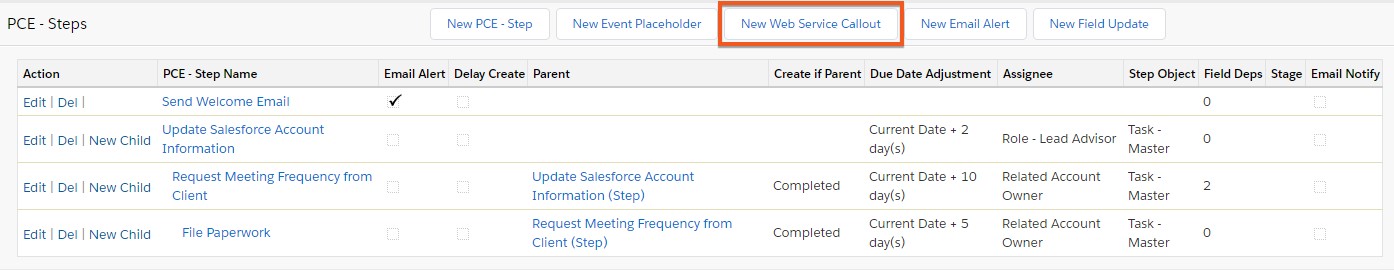 PCE - Steps
New PCE - Step New Event Placeholder New Web Service Callout New Email Alert New Field Update
Action PCE - Step Name Email Alert Delay Create Parent Create if Parent Due Date Adjustment Assignee Step Object Field Deps Stage Email Notify
Edit | Del | Send Welcome Email 0
Edit | Del | New Child Update Salesforce Account Information Current Date + 2 day(s) Role - Lead Advisor Task - Master 0
Edit | Del | New Child Request Meeting Frequency from Client Update Salesforce Account Information (Step) Completed Current Date + 10 day(s) Related Account Owner Task - Master 2
Edit | Del | New Child File Paperwork Request Meeting Frequency from Client (Step) Completed Current Date + 5 day(s) Related Account Owner Task - Master 0